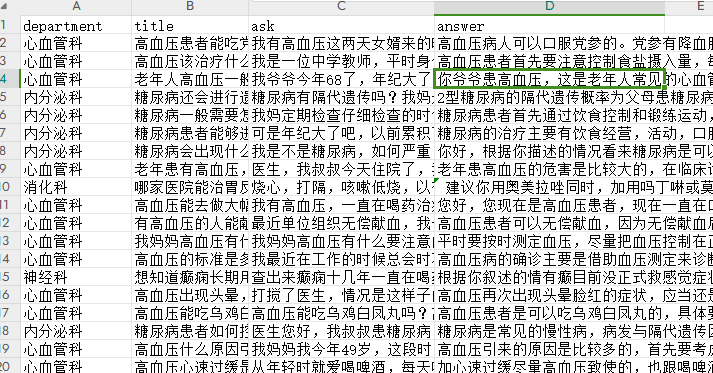 A B C D E
1 department title ask answer
2 心血管科 高血压患者能吃党 我有高血压这两天女婿来的时 高血压病人可以口服党参的。党参有降血脂
3 心血管科 高血压该治疗什么 我是一位中学教师，平时身 高血压患者首先要注意控制食盐摄入量，每
4 心血管科 老年人高血压一般 我爷爷今年68了，年纪大了 你爷爷患高血压，这是老年人常见的心血管
5 内分泌科 糖尿病还会进行遗 糖尿病有隔代遗传吗？我妈 2型糖尿病的隔代遗传概率为父母患糖尿病
6 内分泌科 糖尿病一般需要怎 我妈定期检查仔细检查的时 糖尿病患者首先通过饮食控制和锻炼运动，
7 内分泌科 糖尿病患者能够进 可是年纪大了吧，以前累积 糖尿病的治疗主要有饮食经营，活动，口服
8 内分泌科 糖尿病会出现什么 我是不是糖尿病，如何严重 你好，根据你描述的情况看来糖尿病是可以
9 心血管科 老年患有高血压， 医生，我叔叔今天住院了， 老年患高血压的危害是比较大的，在临床
10 消化科 哪家医院能治胃反 烧心，打隔，咳嗽低烧，以 建议你用奥美拉唑同时，加用吗丁啉或莫
11 心血管科 高血压能去做大幅 我有高血压，一直在喝药治 您好，您现在是高血压患者，现在一直在口
12 心血管科 有高血压的人能献 最近单位组织无偿献血，我 高血压患者可以无偿献血，因为无偿献血后
13 心血管科 我妈妈高血压有什 我妈妈高血压有什么要注意 平时要按时测定血压，尽量把血压控制在正
14 心血管科 高血压的标准是多 我最近在工作的时候总会时 高血压病的确诊主要是借助血压测定来诊断
15 神经科 想知道癫痫长期用 查出来癫痫十几年一直在喝 根据你叙述的情有癫目前没正式救感觉症状
16 心血管科 高血压出现头晕， 打搅了医生，情况是这样子 高血压再次出现头晕脸红的症状，应当还是
17 心血管科 高血压能吃乌鸡白 高血压能吃乌鸡白凤丸吗？ 高血压患者是可以吃乌鸡白凤丸的，具体要
18 内分泌科 糖尿病患者如何技 医生您好，我叔叔患糖尿病 糖尿病是常见的慢性病，病发与隔代遗传因
19 心血管科 高血压什么原因引 我妈妈我今年49岁，这段时 高血压引来的原因是比较多的，首先要考虑
20 心血管科 高血压心速过缓是 从年轻时就爱喝啤酒，每天 加心速过缓尽量高血压致使的，也跟喝啤酒